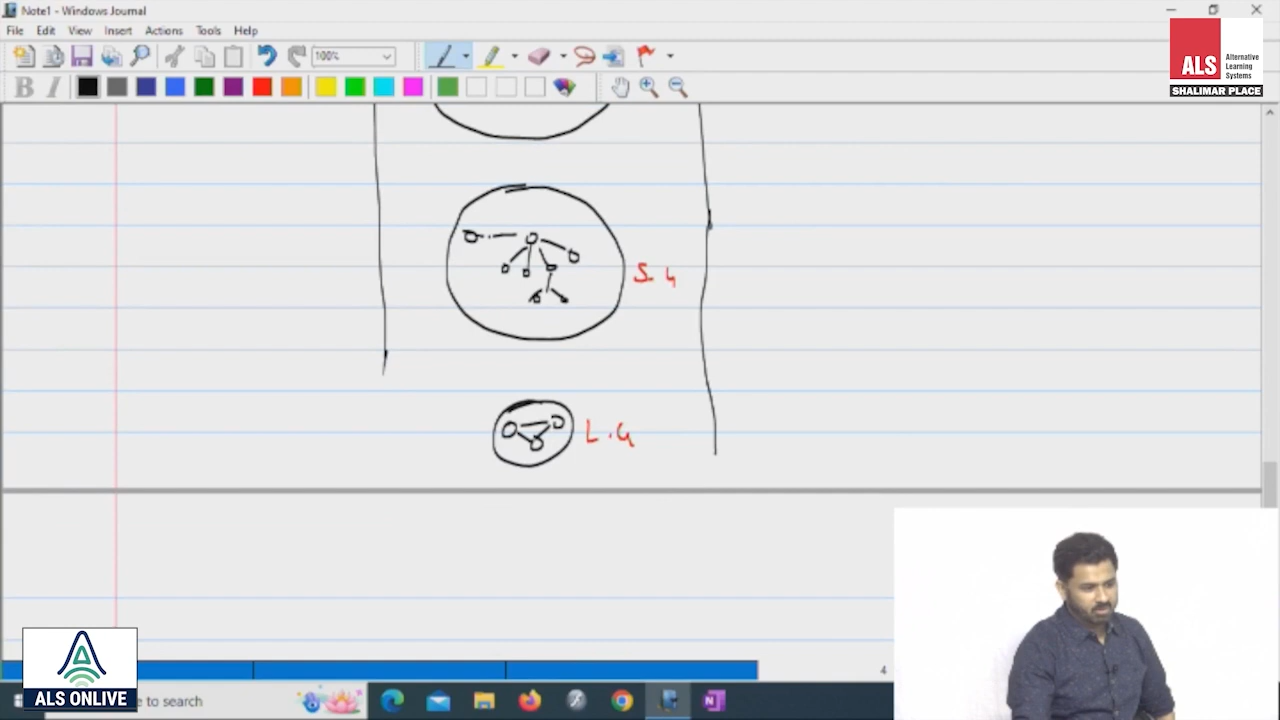 Note1 - Windows Journal
File Edit View Insert Actions Tools Help
100%
B I
ALS Alternative Learning Systems
SHALIMAR PLACE
S. G
L.G
4
ALS ONLIVE
e to search